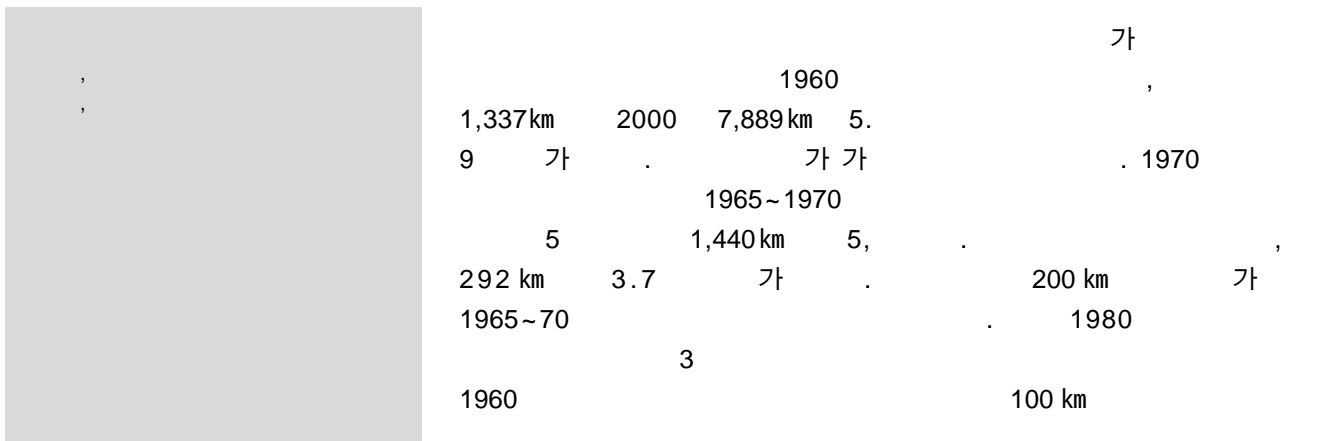 ,
,
가
1960 ,
1,337㎞ 2000 7,889㎞ 5.
9 가 . 가 가 . 1970
1965~1970
5 1,440㎞ 5, . ,
292 ㎞ 3.7 가 . 200 ㎞ 가
1965~70 . 1980
3
1960 100 ㎞